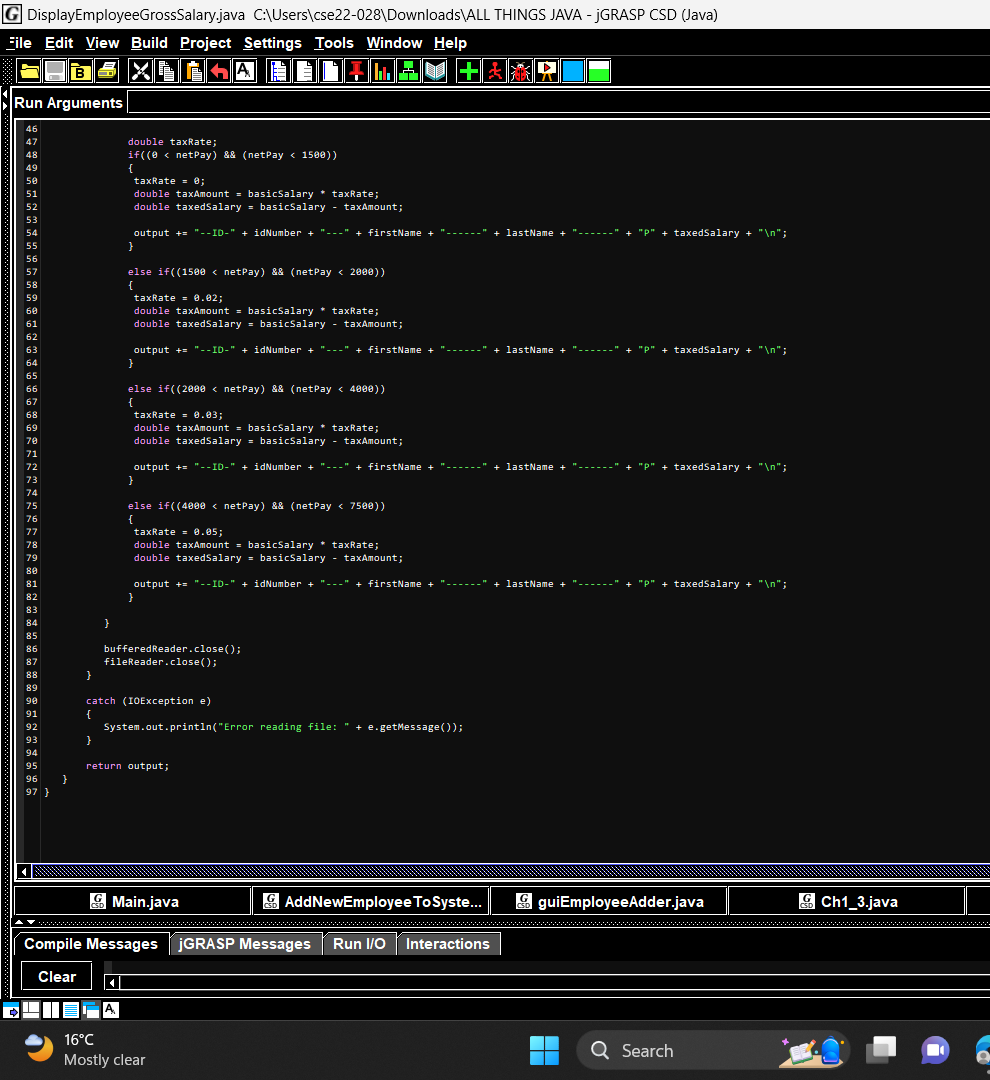 DisplayEmployeeGrossSalary.java C:\Users\cse22-028\Downloads\ALL THINGS JAVA - jGRASP CSD (Java)
File Edit View Build Project Settings Tools Window Help
Run Arguments
46
47 double taxRate;
48 if((0 < netPay) && (netPay < 1500))
49 {
50 taxRate = 0;
51 double taxAmount = basicSalary * taxRate;
52 double taxedSalary = basicSalary - taxAmount;
53
54 output += "--ID-" + idNumber + "---" + firstName + "------" + lastName + "------" + "P" + taxedSalary + "\n";
55 }
56
57 else if((1500 < netPay) && (netPay < 2000))
58 {
59 taxRate = 0.02;
60 double taxAmount = basicSalary * taxRate;
61 double taxedSalary = basicSalary - taxAmount;
62
63 output += "--ID-" + idNumber + "---" + firstName + "------" + lastName + "------" + "P" + taxedSalary + "\n";
64 }
65
66 else if((2000 < netPay) && (netPay < 4000))
67 {
68 taxRate = 0.03;
69 double taxAmount = basicSalary * taxRate;
70 double taxedSalary = basicSalary - taxAmount;
71
72 output += "--ID-" + idNumber + "---" + firstName + "------" + lastName + "------" + "P" + taxedSalary + "\n";
73 }
74
75 else if((4000 < netPay) && (netPay < 7500))
76 {
77 taxRate = 0.05;
78 double taxAmount = basicSalary * taxRate;
79 double taxedSalary = basicSalary - taxAmount;
80
81 output += "--ID-" + idNumber + "---" + firstName + "------" + lastName + "------" + "P" + taxedSalary + "\n";
82 }
83
84 }
85
86 bufferedReader.close();
87 fileReader.close();
88 }
89
90 catch (IOException e)
91 {
92 System.out.println("Error reading file: " + e.getMessage());
93 }
94
95 return output;
96 }
97 }
Main.java AddNewEmployeeToSyste... guiEmployeeAdder.java Ch1_3.java
Compile Messages jGRASP Messages Run I/O Interactions
Clear
16°C
Mostly clear
Search